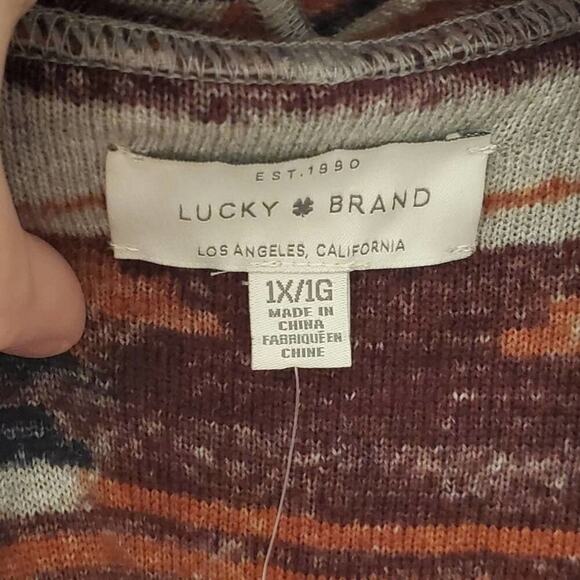 EST. 1990
LUCKY BRAND
LOS ANGELES, CALIFORNIA
1X/1G
MADE IN
CHINA
FABRIQUÉ EN
CHINE